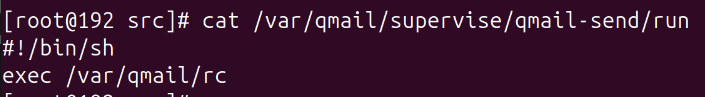 [root@192 src]# cat /var/qmail/supervise/qmail-send/run
#!/bin/sh
exec /var/qmail/rc